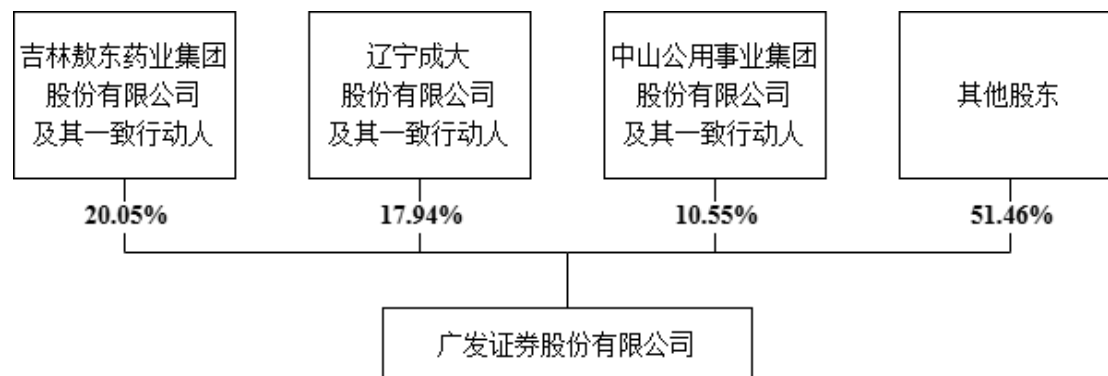 吉林敖东药业集团
股份有限公司
及其一致行动人
辽宁成大
股份有限公司
及其一致行动人
中山公用事业集团
股份有限公司
及其一致行动人
其他股东
20.05%
17.94%
10.55%
51.46%
广发证券股份有限公司